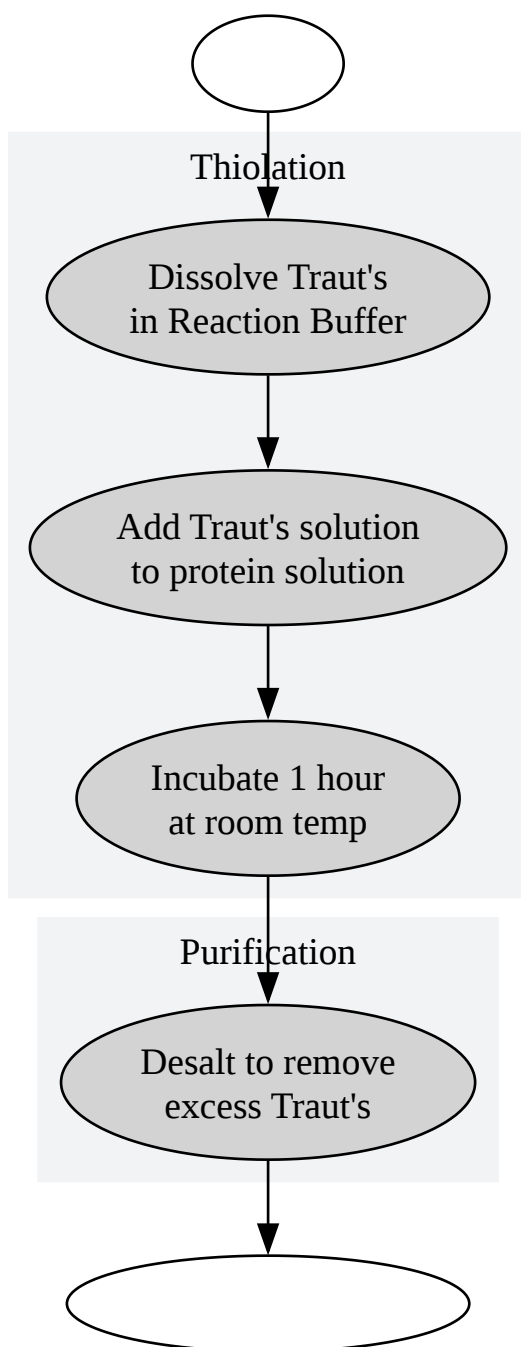 Thiolation
Dissolve Traut's
in Reaction Buffer
Add Traut's solution
to protein solution
Incubate 1 hour
at room temp
Purification
Desalt to remove
excess Traut's